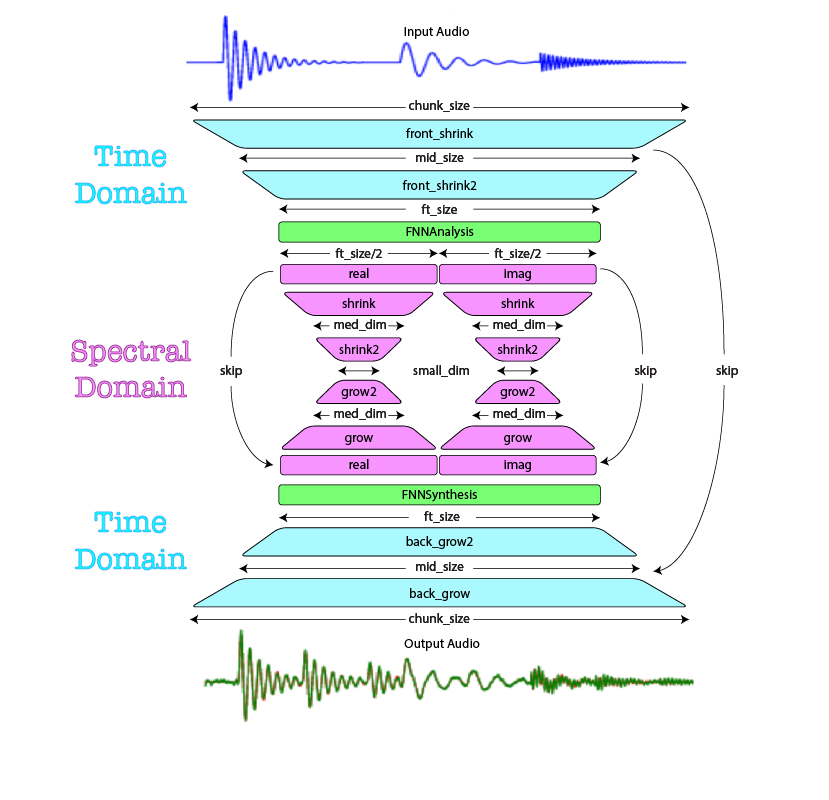 Input Audio
chunk_size
front_shrink
Time
Domain
mid_size
front_shrink2
ft_size
FNNAnalysis
ft_size/2 ft_size/2
real imag
shrink shrink
med_dim med_dim
Spectral
Domain
shrink2 shrink2
skip small_dim skip skip
grow2 grow2
med_dim med_dim
grow grow
real imag
FNNSynthesis
Time
Domain
ft_size
back_grow2
mid_size
back_grow
chunk_size
Output Audio